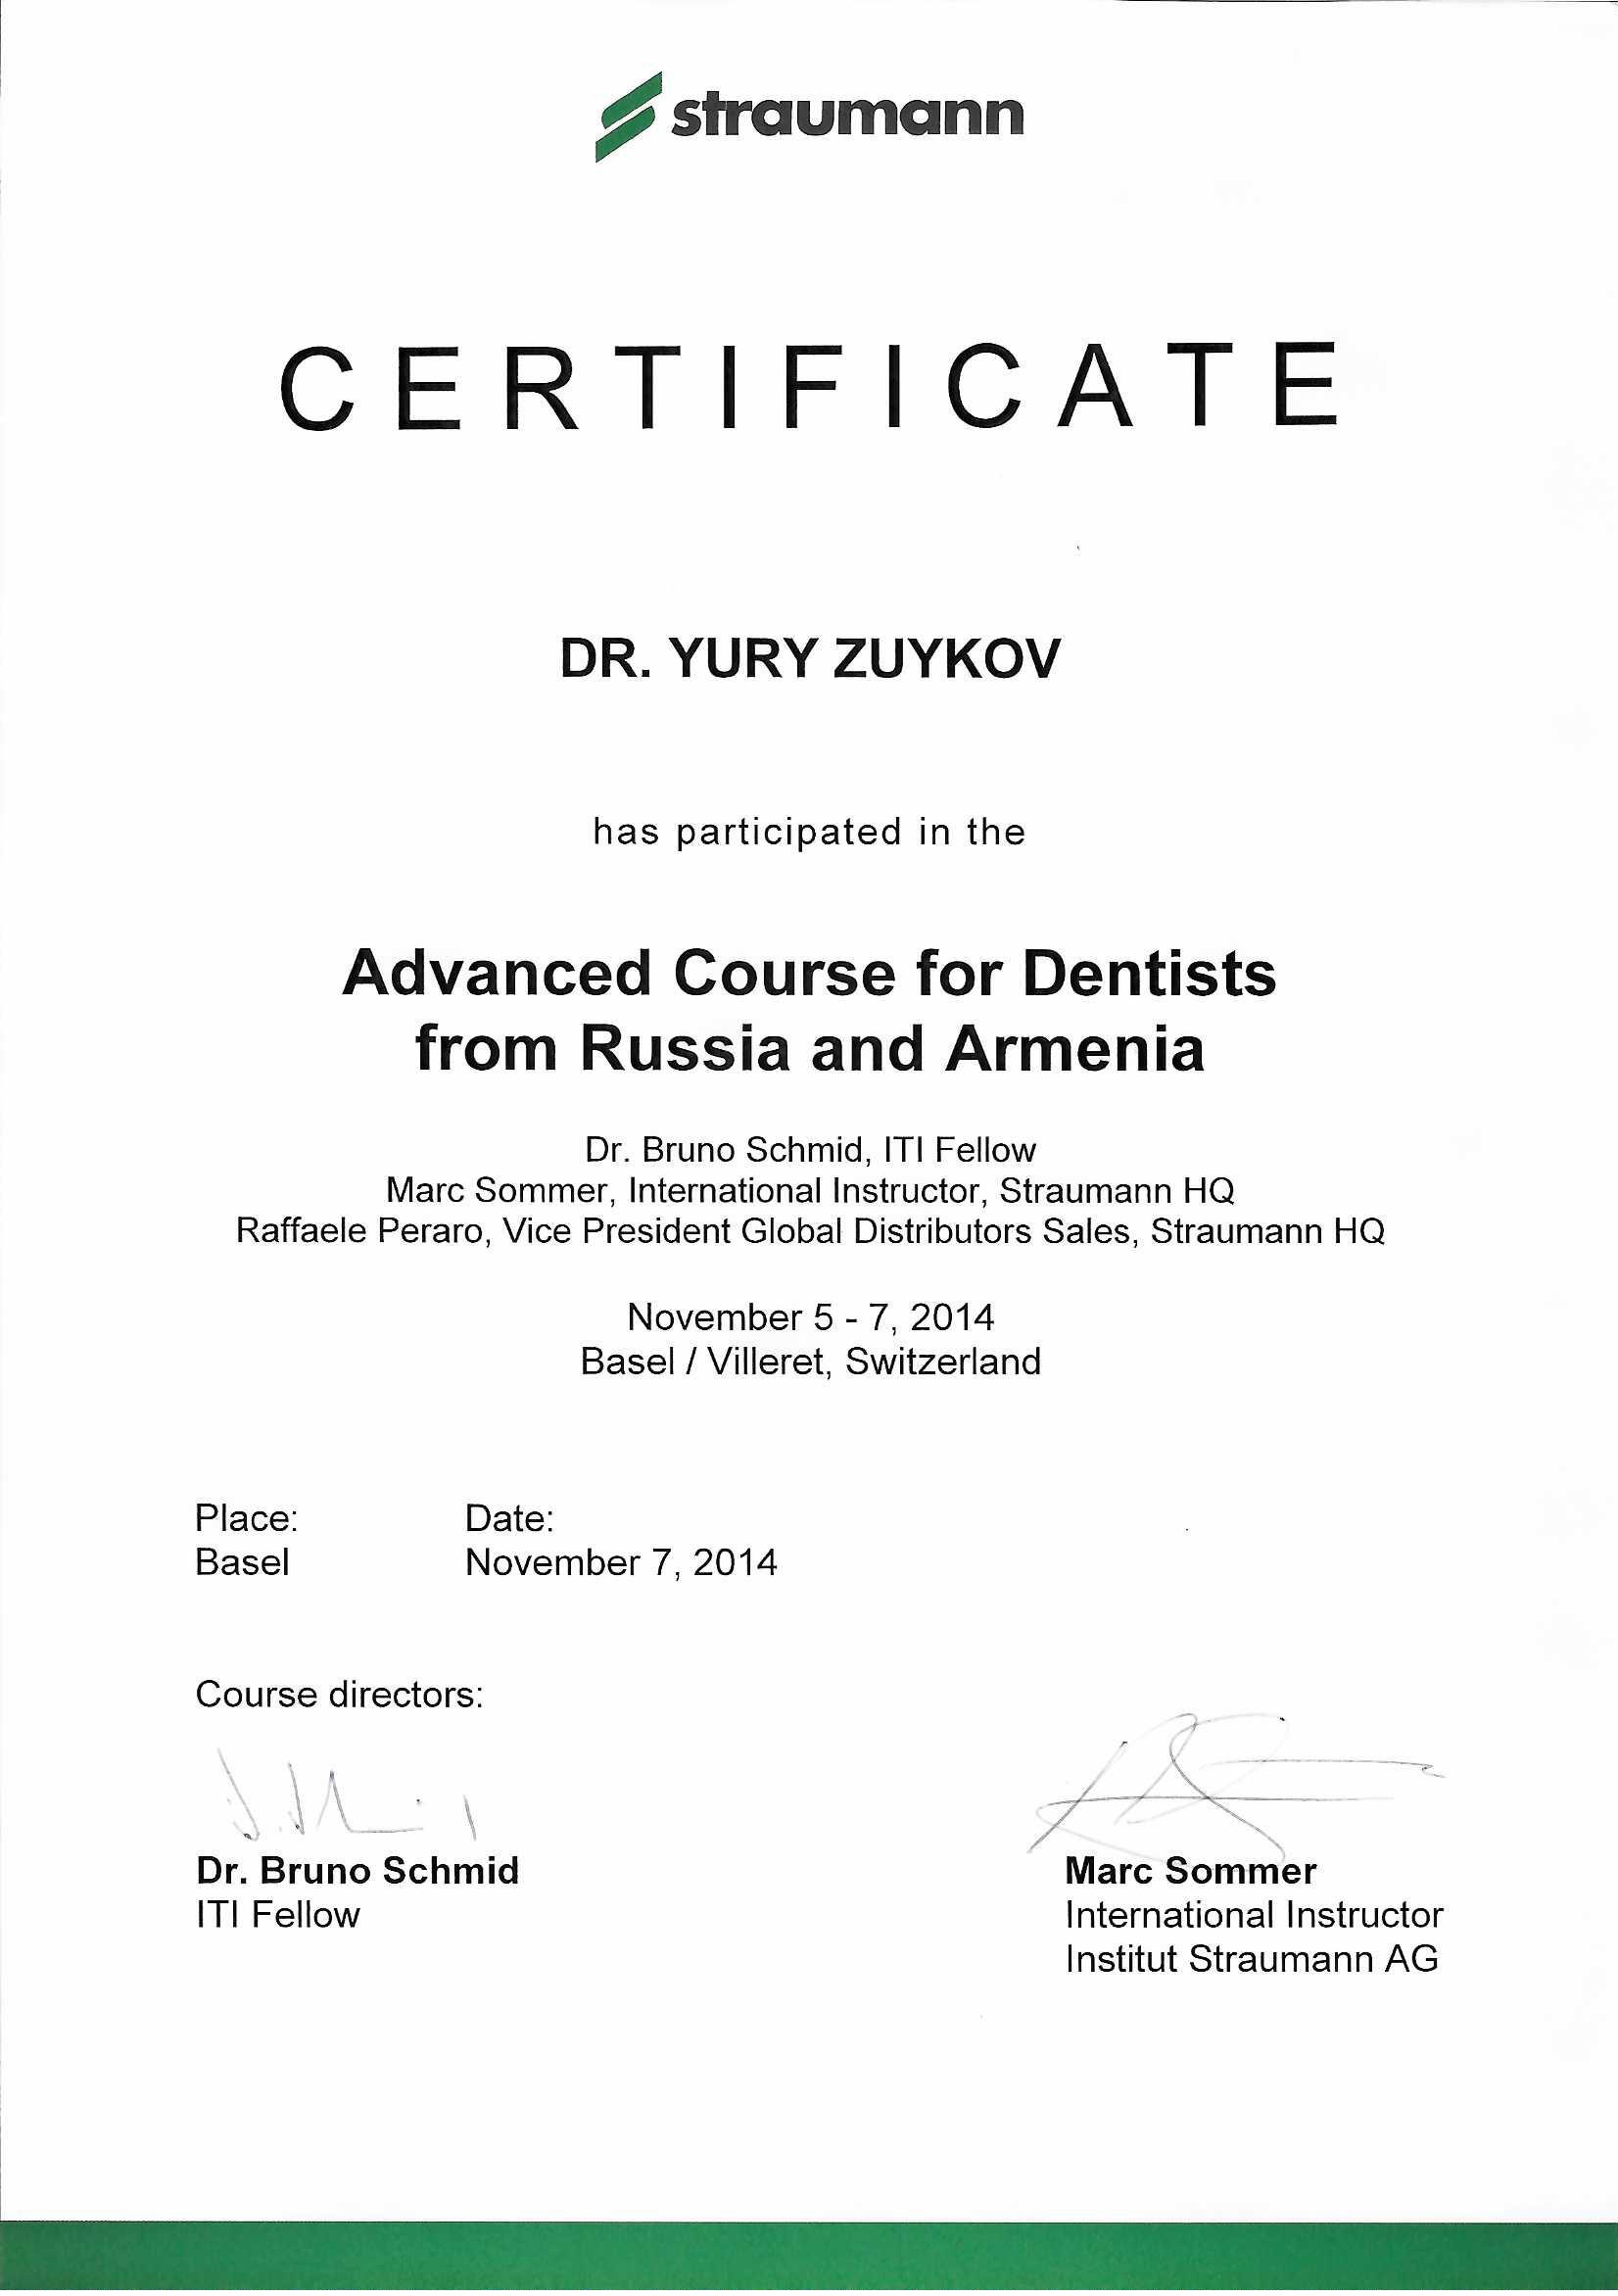 straumann
CERTIFICATE
DR. YURY ZUYKOV
has participated in the
Advanced Course for Dentists
from Russia and Armenia
Dr. Bruno Schmid, ITI Fellow
Marc Sommer, International Instructor, Straumann HQ
Raffaele Peraro, Vice President Global Distributors Sales, Straumann HQ
November 5 - 7, 2014
Basel / Villeret, Switzerland
Place: Date:
Basel November 7, 2014
Course directors:
Dr. Bruno Schmid
ITI Fellow
Marc Sommer
International Instructor
Institut Straumann AG